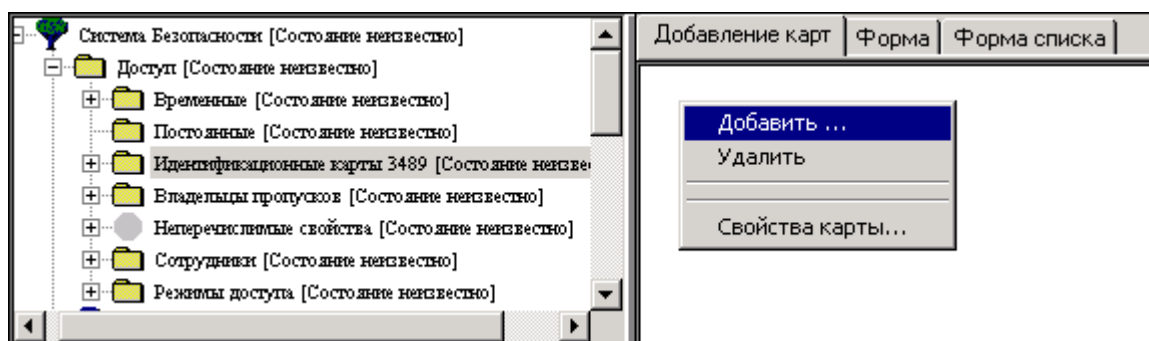 Система Безопасности [Состояние неизвестно]
Доступ [Состояние неизвестно]
Временные [Состояние неизвестно]
Постоянные [Состояние неизвестно]
Идентификационные карты 3489 [Состояние неизве
Владельцы пропусков [Состояние неизвестно]
Неперечислимые свойства [Состояние неизвестно]
Сотрудники [Состояние неизвестно]
Режимы доступа [Состояние неизвестно]
Добавление карт Форма Форма списка
Добавить ...
Удалить
Свойства карты...